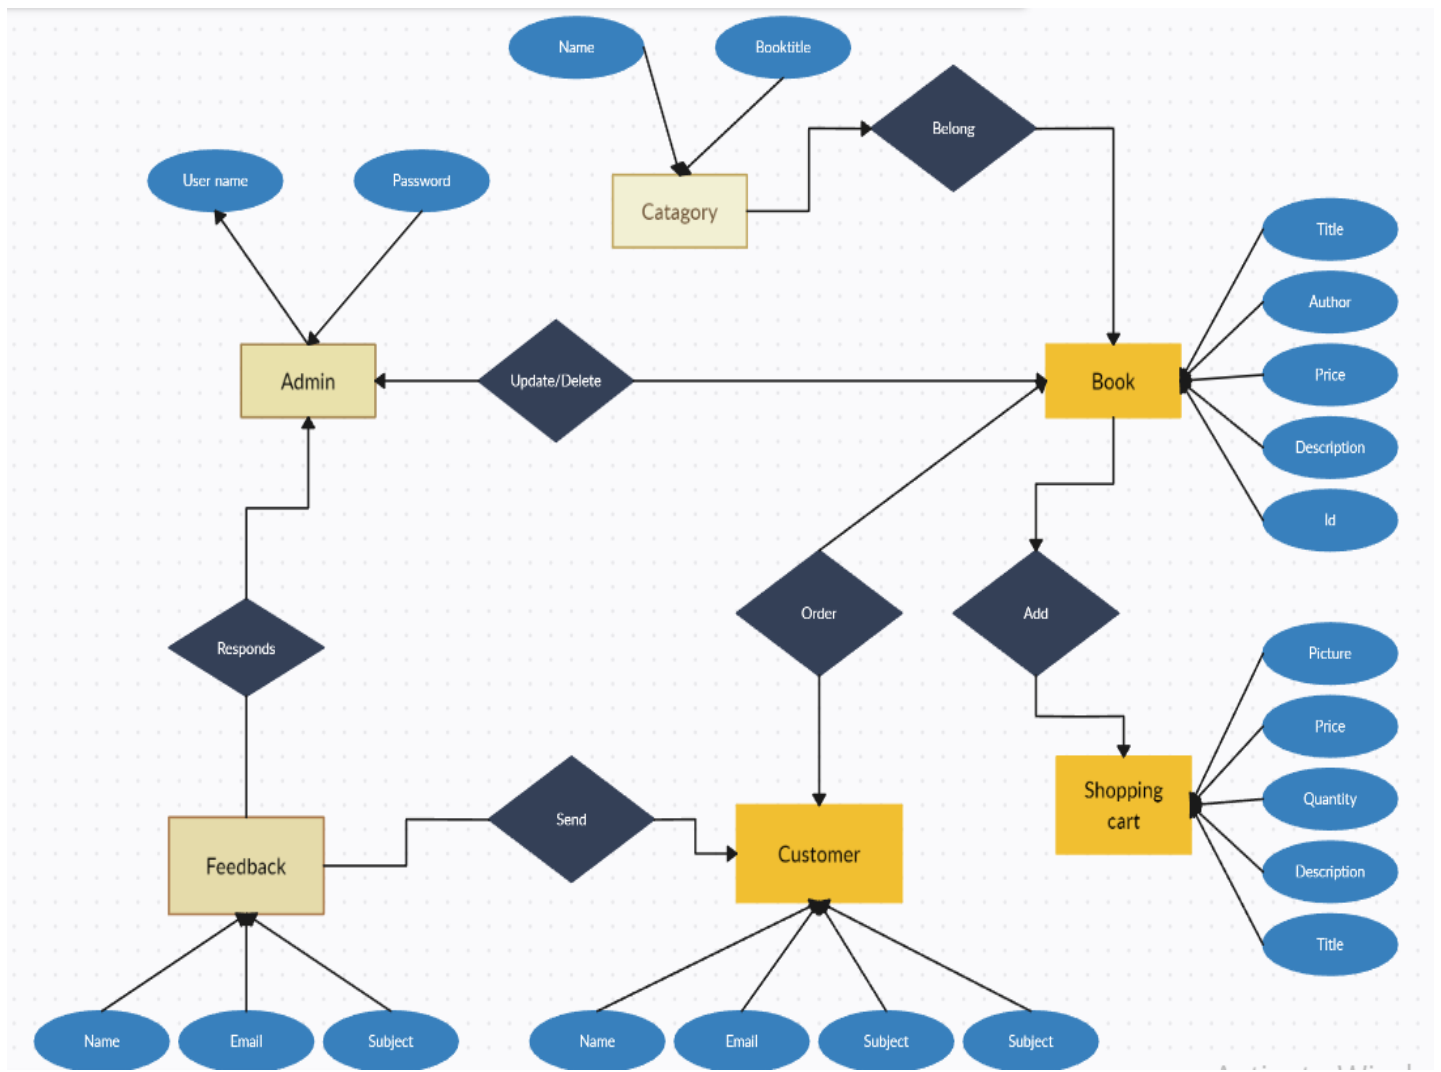 Name
Booktitle
Belong
User name
Password
Catagory
Title
Author
Admin
Update/Delete
Book
Price
Description
Id
Order
Add
Responds
Picture
Price
Shopping
cart
Quantity
Send
Customer
Feedback
Description
Title
Name
Email
Subject
Name
Email
Subject
Subject